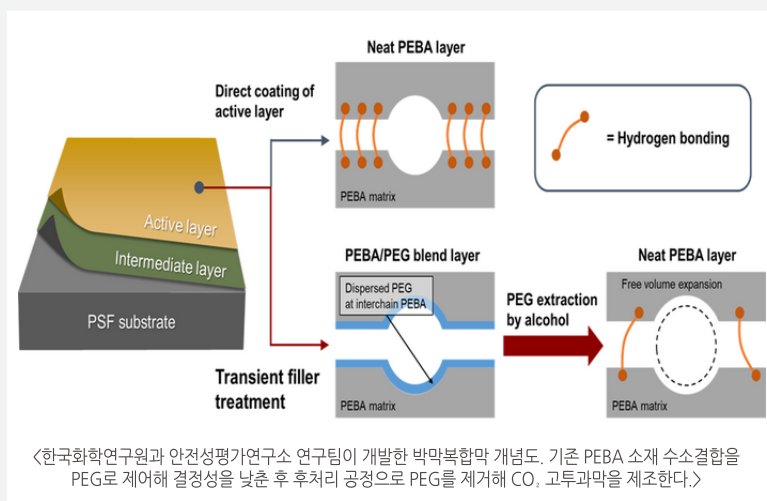 Neat PEBA layer
Direct coating of
active layer
= Hydrogen bonding
PEBA matrix
Active layer
Intermediate layer
PSF substrate
PEBA/PEG blend layer
Dispersed PEG
at interchain PEBA
PEBA matrix
Transient filler
treatment
PEG extraction
by alcohol
Neat PEBA layer
Free volume expansion
PEBA matrix
<한국화학연구원과 안전성평가연구소 연구팀이 개발한 박막복합막 개념도. 기존 PEBA 소재 수소결합을
PEG로 제어해 결정성을 낮춘 후 후처리 공정으로 PEG를 제거해 CO₂ 고투과막을 제조한다.>